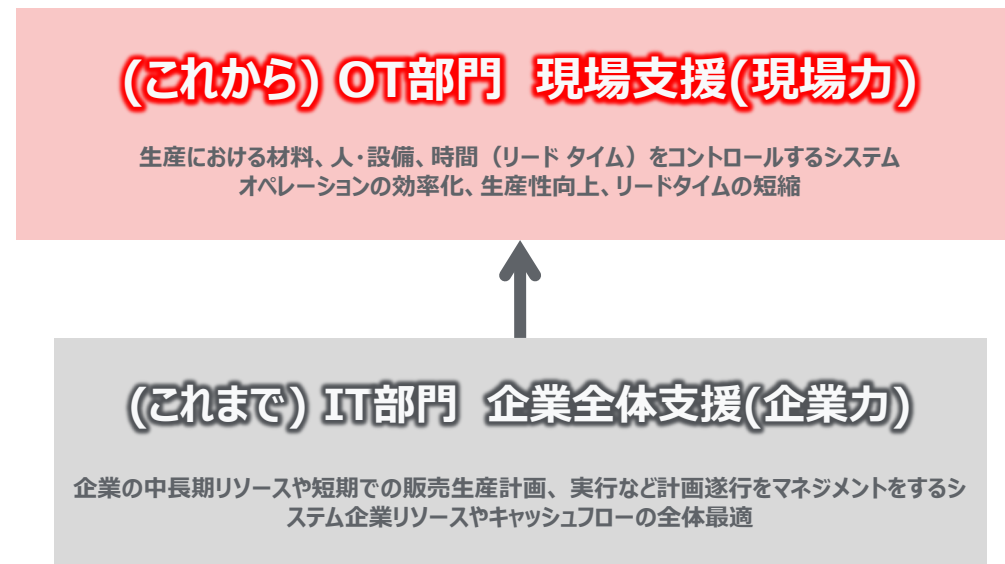 (これから) OT部門　現場支援(現場力)
生産における材料、人・設備、時間（リード タイム）をコントロールするシステム
オペレーションの効率化、生産性向上、リードタイムの短縮
(これまで) IT部門　企業全体支援(企業力)
企業の中長期リソースや短期での販売生産計画、実行など計画遂行をマネジメントをするシ
ステム企業リソースやキャッシュフローの全体最適